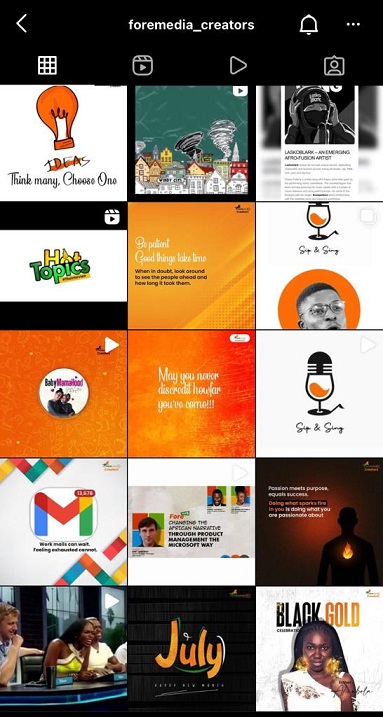 foremedia_creators
IDEAS
Think many, Choose One
LASKOBLARK – AN EMERGING
AFRO-FUSION ARTIST
Hot
Topics
Be patient
Good things take time
When in doubt, look around
to see the people ahead and
how long it took them.
Sip & Sing
BabyMamaHood
May you never
discredit how far
you've come!!!
Sip & Sing
13,678
Work mails can wait.
Feeling exhausted cannot.
CHANGING THE
AFRICAN NARRATIVE
THROUGH PRODUCT
MANAGEMENT THE
MICROSOFT WAY
Passion meets purpose,
equals success.
Doing what sparks fire
in you is doing what you
are passionate about
July
HAPPY NEW MONTH
BLACK GOLD